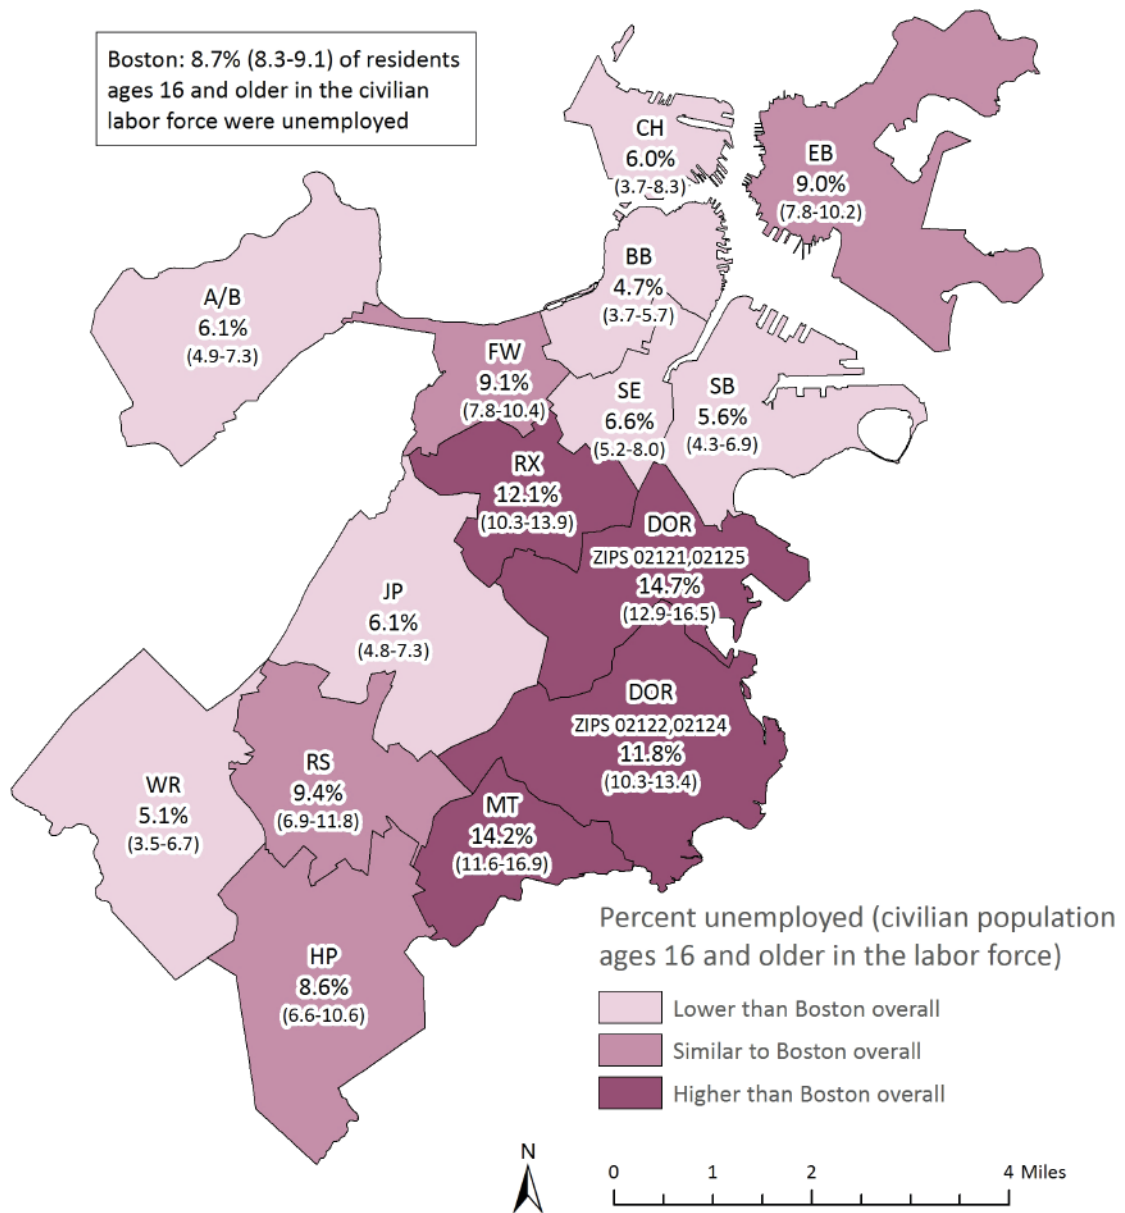 Boston: 8.7% (8.3-9.1) of residents
ages 16 and older in the civilian
labor force were unemployed
CH
6.0%
(3.7-8.3)
EB
9.0%
(7.8-10.2)
BB
4.7%
(3.7-5.7)
A/B
6.1%
(4.9-7.3)
FW
9.1%
(7.8-10.4)
SE
6.6%
(5.2-8.0)
SB
5.6%
(4.3-6.9)
RX
12.1%
(10.3-13.9)
DOR
ZIPS 02121,02125
14.7%
(12.9-16.5)
JP
6.1%
(4.8-7.3)
DOR
ZIPS 02122,02124
11.8%
(10.3-13.4)
RS
9.4%
(6.9-11.8)
WR
5.1%
(3.5-6.7)
MT
14.2%
(11.6-16.9)
HP
8.6%
(6.6-10.6)
Percent unemployed (civilian population
ages 16 and older in the labor force)
Lower than Boston overall
Similar to Boston overall
Higher than Boston overall
N
0 1 2 4 Miles